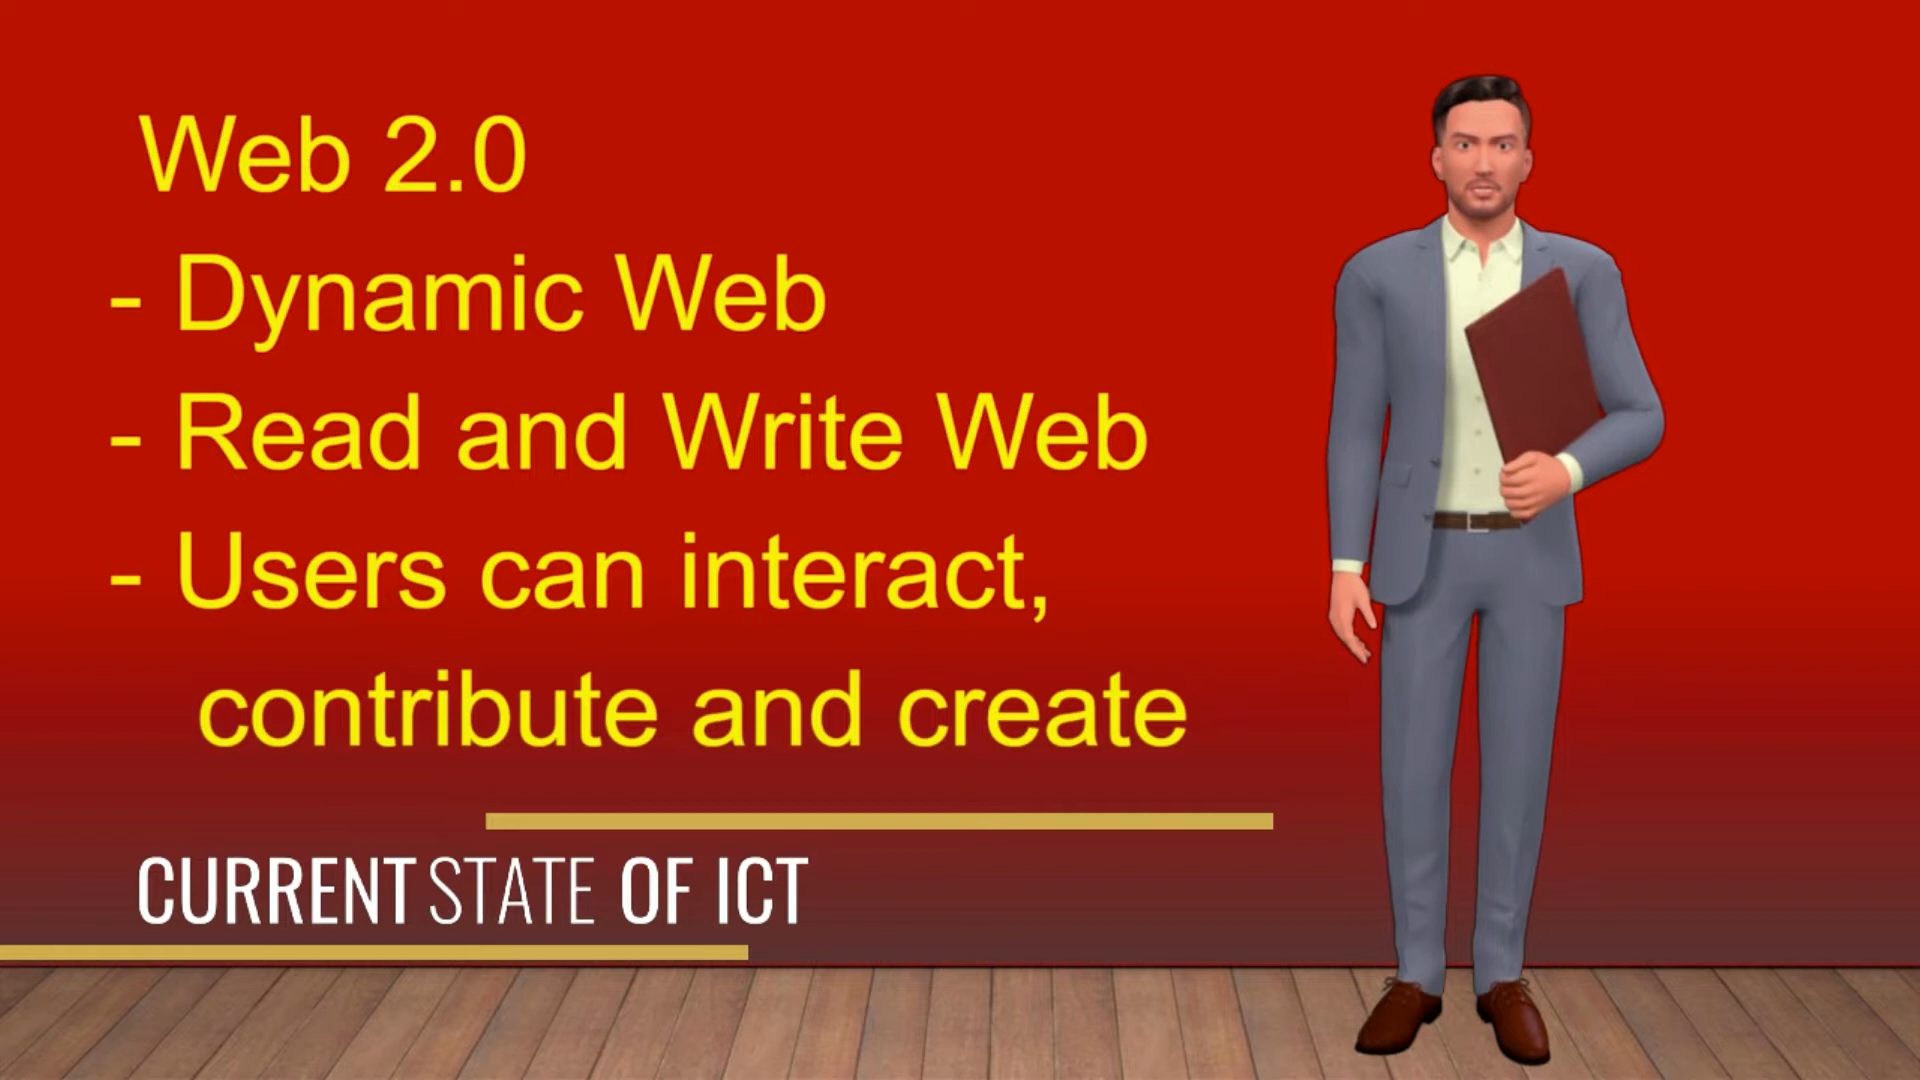 Web 2.0
- Dynamic Web
- Read and Write Web
- Users can interact,
contribute and create
CURRENT STATE OF ICT